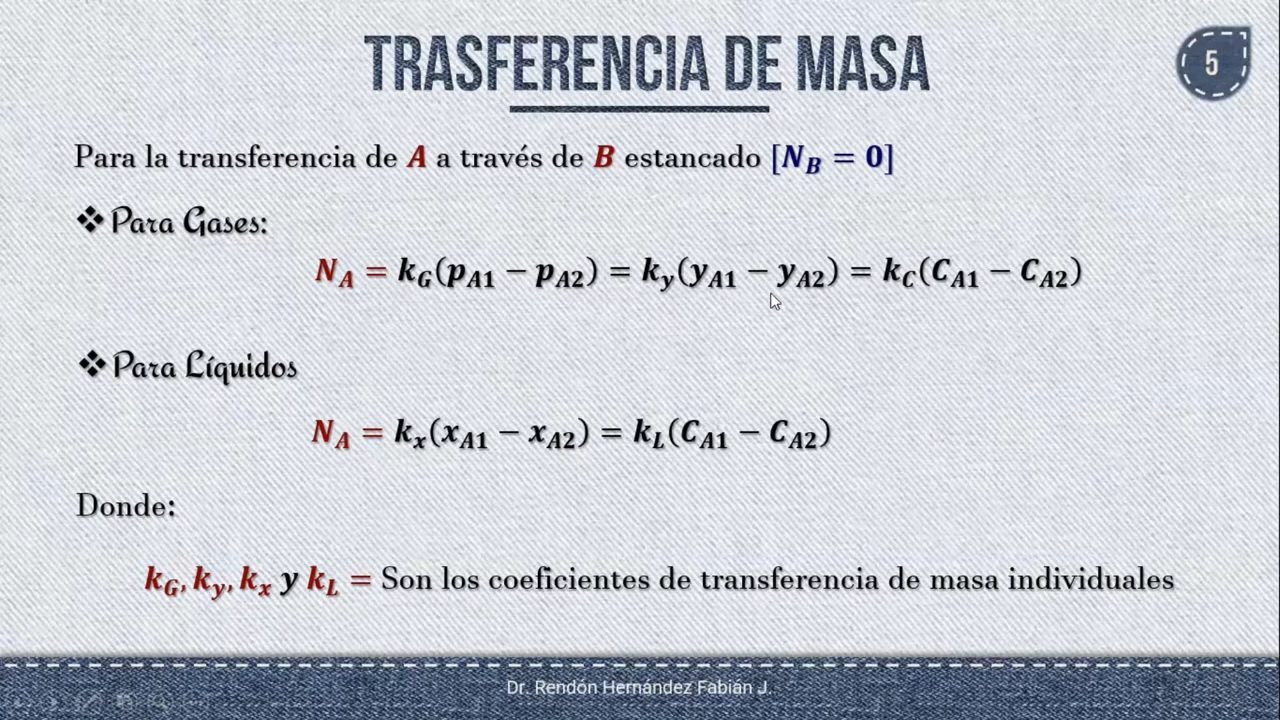 TRASFERENCIA DE MASA
5
Para la transferencia de A a través de B estancado [N_B = 0]
❖Para Gases:
N_A = k_G(p_A1 − p_A2) = k_y(y_A1 − y_A2) = k_C(C_A1 − C_A2)
❖Para Líquidos
N_A = k_x(x_A1 − x_A2) = k_L(C_A1 − C_A2)
Donde:
k_G, k_y, k_x y k_L = Son los coeficientes de transferencia de masa individuales
Dr. Rendón Hernández Fabián J.